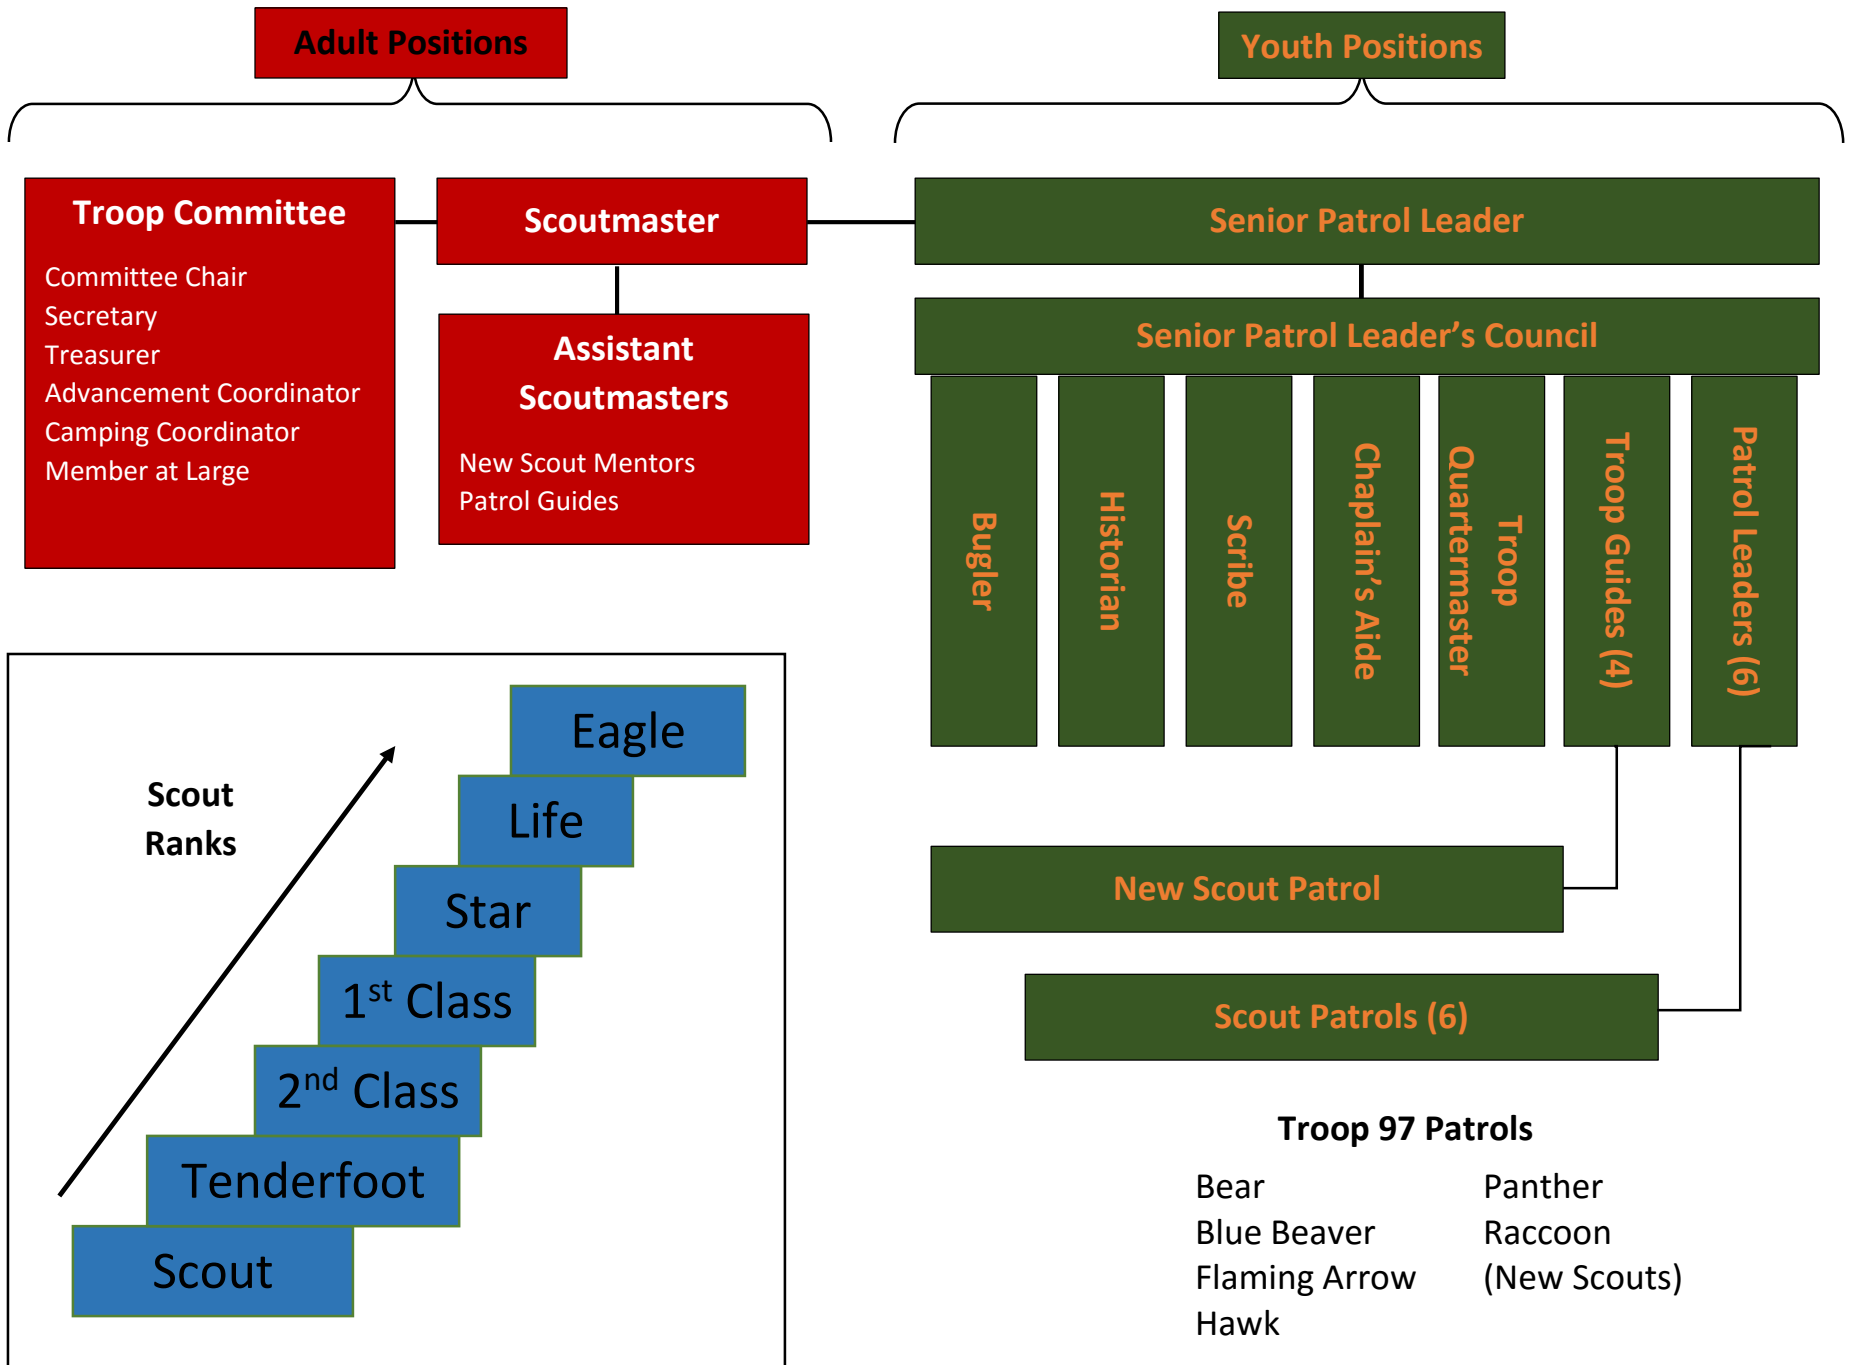 Adult Positions
Youth Positions
Troop Committee
Committee Chair
Secretary
Treasurer
Advancement Coordinator
Camping Coordinator
Member at Large
Scoutmaster
Assistant
Scoutmasters
New Scout Mentors
Patrol Guides
Senior Patrol Leader
Senior Patrol Leader’s Council
Bugler
Historian
Scribe
Chaplain’s Aide
Troop
Quartermaster
Troop Guides (4)
Patrol Leaders (6)
New Scout Patrol
Scout Patrols (6)
Scout
Ranks
Eagle
Life
Star
1st Class
2nd Class
Tenderfoot
Scout
Troop 97 Patrols
Bear
Blue Beaver
Flaming Arrow
Hawk
Panther
Raccoon
(New Scouts)